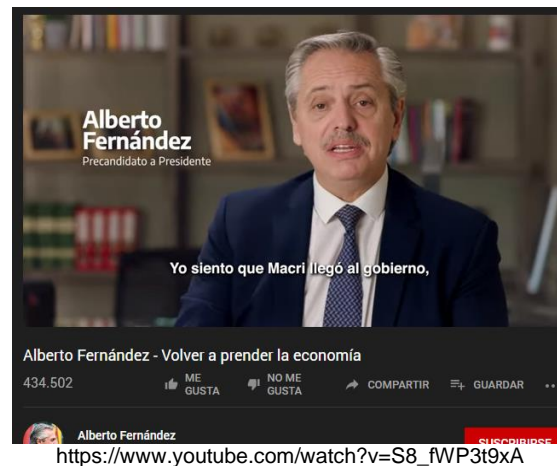 Alberto
Fernández
Precandidato a Presidente
Yo siento que Macri llegó al gobierno,
Alberto Fernández - Volver a prender la economía
434.502
ME
GUSTA
NO ME
GUSTA
COMPARTIR
GUARDAR
Alberto Fernández
SUSCRIBIRSE
https://www.youtube.com/watch?v=S8_fWP3t9xA